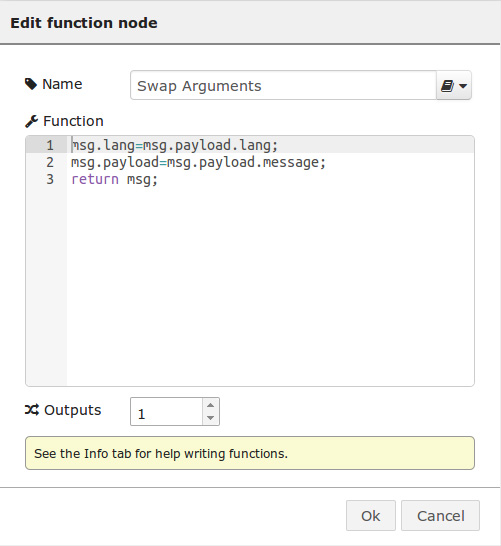 Edit function node
Name
Swap Arguments
Function
1 msg.lang=msg.payload.lang;
2 msg.payload=msg.payload.message;
3 return msg;
Outputs
1
See the Info tab for help writing functions.
Ok Cancel